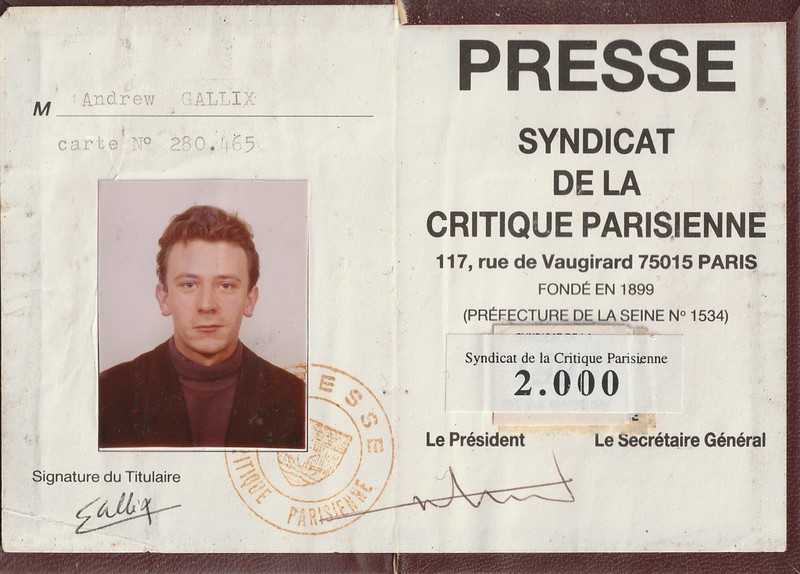 M Andrew GALLIX
carte Nº 280.465
Signature du Titulaire
Gallix
PRESSE
CRITIQUE PARISIENNE
PRESSE
SYNDICAT
DE LA
CRITIQUE PARISIENNE
117, rue de Vaugirard 75015 PARIS
FONDÉ EN 1899
(PRÉFECTURE DE LA SEINE Nº 1534)
Syndicat de la Critique Parisienne
2.000
Le Président
Le Secrétaire Général